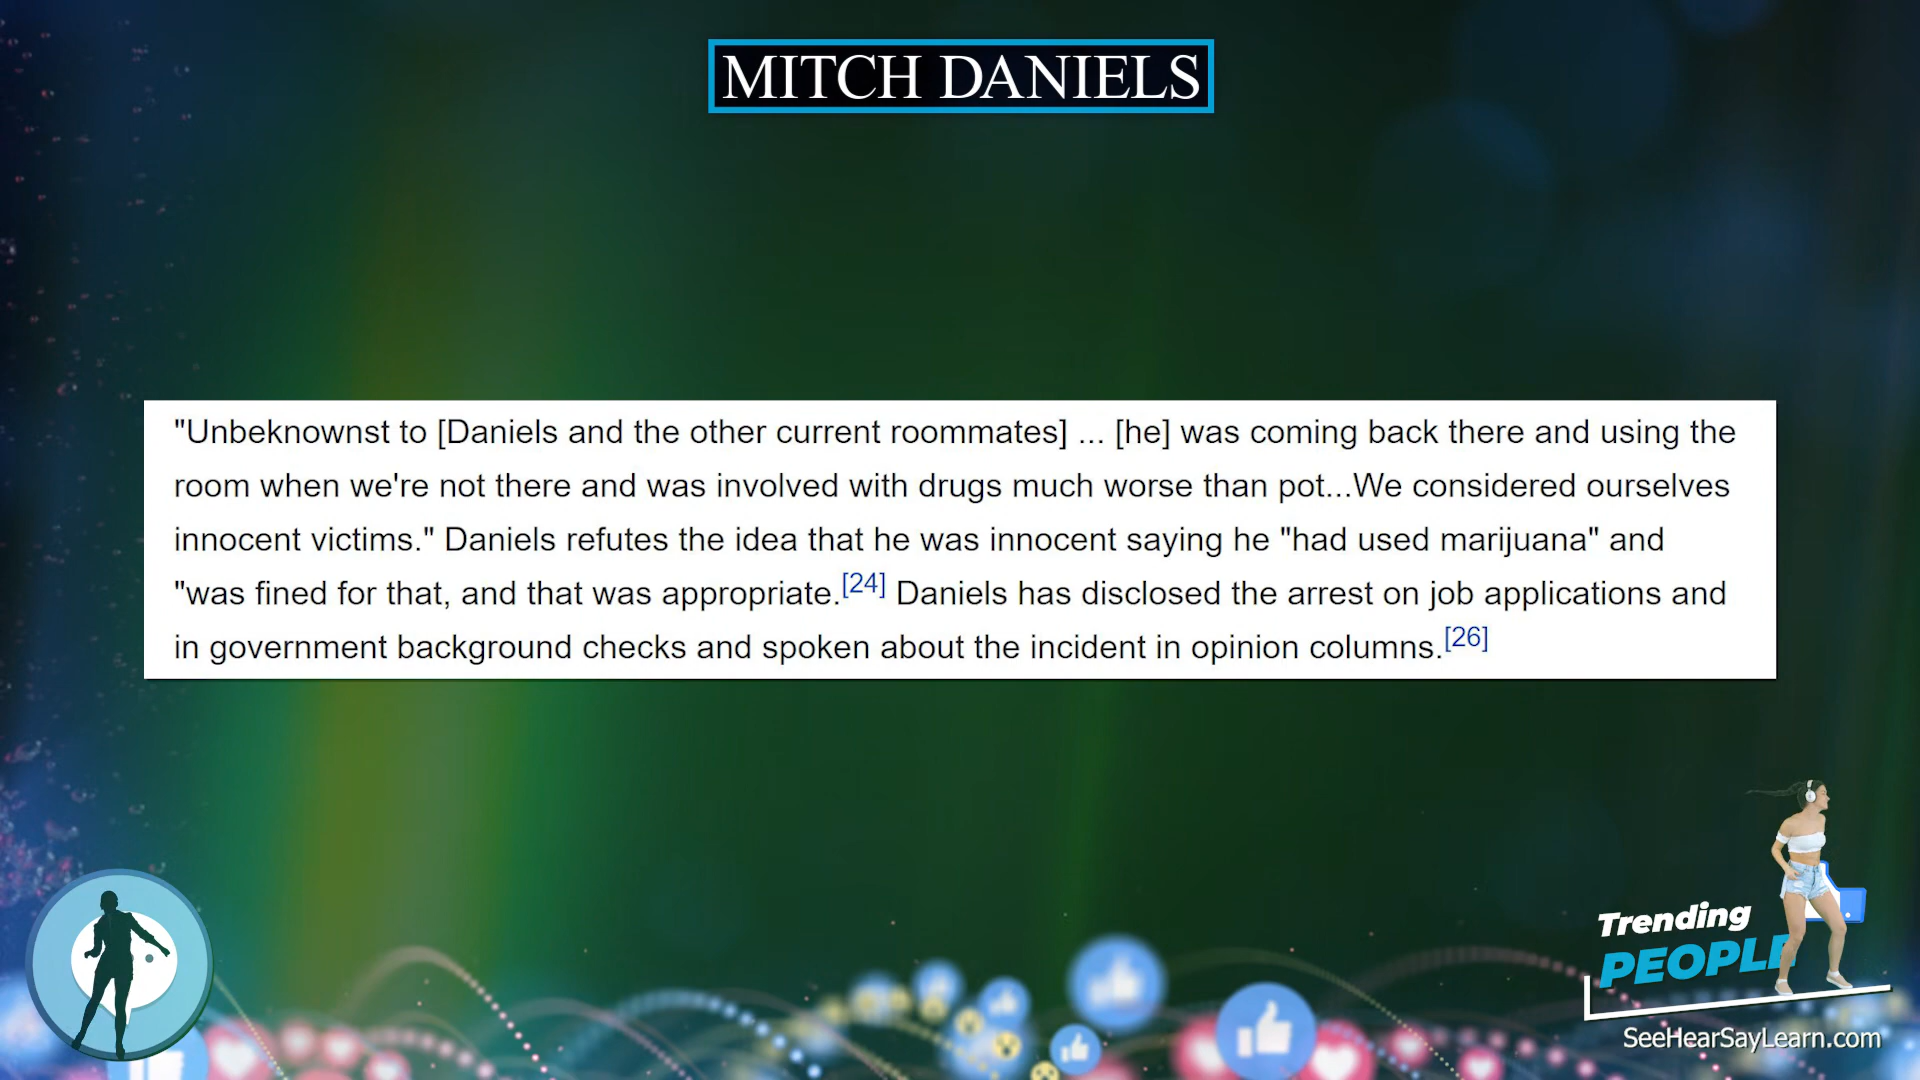 MITCH DANIELS
"Unbeknownst to [Daniels and the other current roommates] ... [he] was coming back there and using the
room when we're not there and was involved with drugs much worse than pot...We considered ourselves
innocent victims." Daniels refutes the idea that he was innocent saying he "had used marijuana" and
"was fined for that, and that was appropriate.[24] Daniels has disclosed the arrest on job applications and
in government background checks and spoken about the incident in opinion columns.[26]
Trending
PEOPLE
SeeHearSayLearn.com